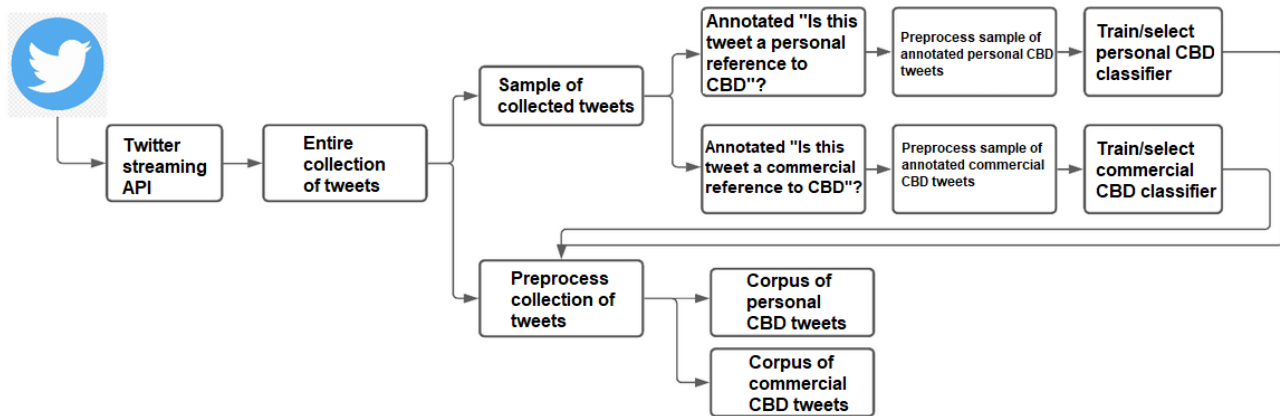 Twitter
streaming
API
Entire
collection
of tweets
Sample of
collected tweets
Annotated "Is this
tweet a personal
reference to
CBD"?
Preprocess sample of
annotated personal CBD
tweets
Train/select
personal CBD
classifier
Annotated "Is this
tweet a commercial
reference to CBD"?
Preprocess sample of
annotated commercial
CBD tweets
Train/select
commercial
CBD classifier
Preprocess
collection of
tweets
Corpus of
personal
CBD tweets
Corpus of
commercial
CBD tweets